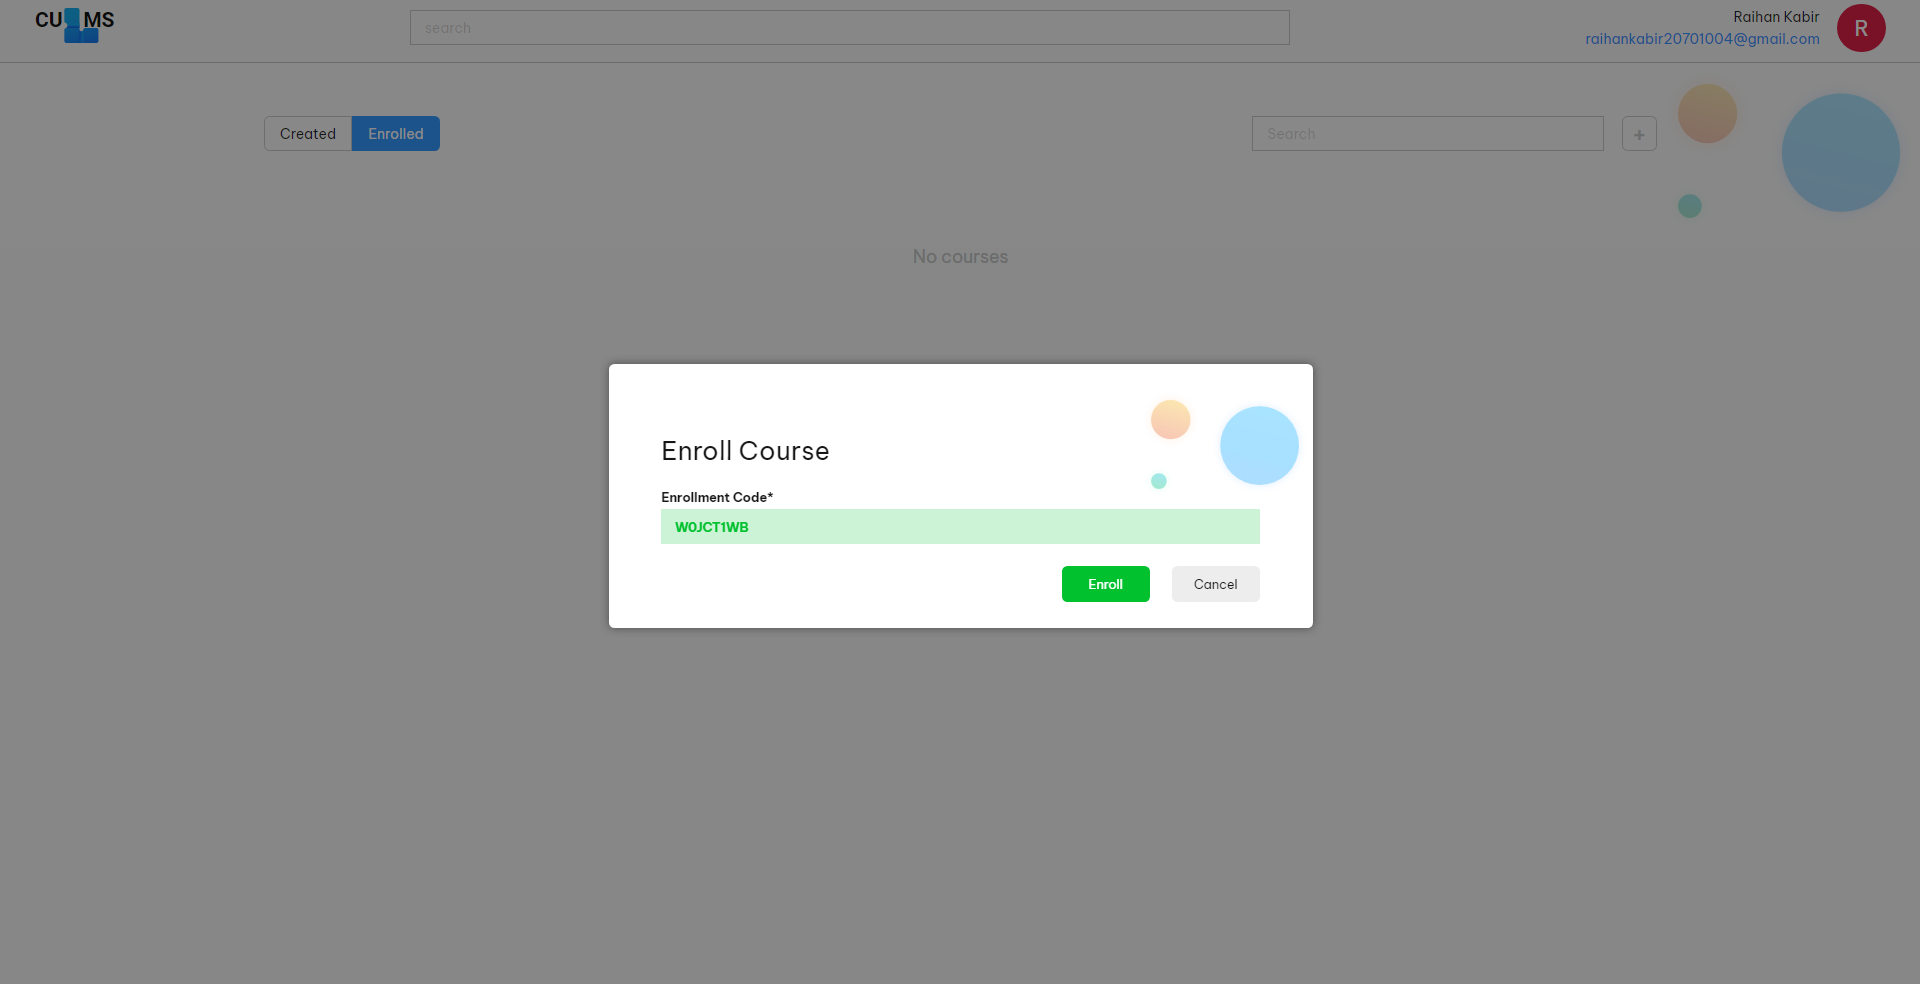 CU MS
search
Raihan Kabir
raihankabir20701004@gmail.com
R
Created
Enrolled
Search
+
No courses
Enroll Course
Enrollment Code*
W0JCT1WB
Enroll
Cancel